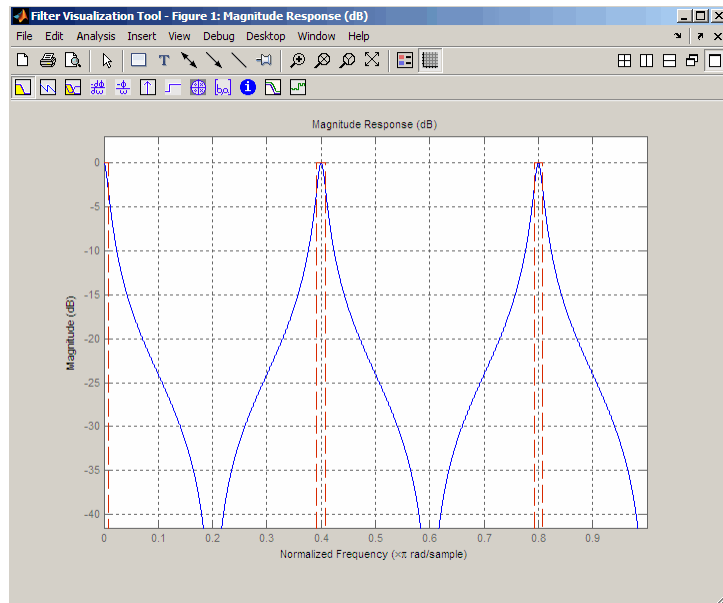 Filter Visualization Tool - Figure 1: Magnitude Response (dB)
File Edit Analysis Insert View Debug Desktop Window Help
Magnitude Response (dB)
0
-5
-10
-15
-20
-25
-30
-35
-40
Magnitude (dB)
0 0.1 0.2 0.3 0.4 0.5 0.6 0.7 0.8 0.9
Normalized Frequency (×π rad/sample)